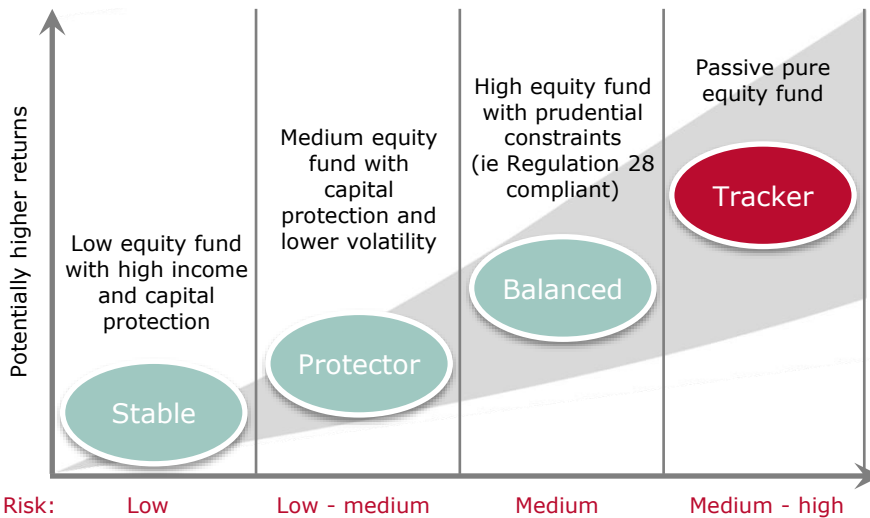 Potentially higher returns
Low equity fund
with high income
and capital
protection
Stable
Medium equity
fund with
capital
protection and
lower volatility
Protector
High equity fund
with prudential
constraints
(ie Regulation 28
compliant)
Balanced
Passive pure
equity fund
Tracker
Risk: Low Low - medium Medium Medium - high